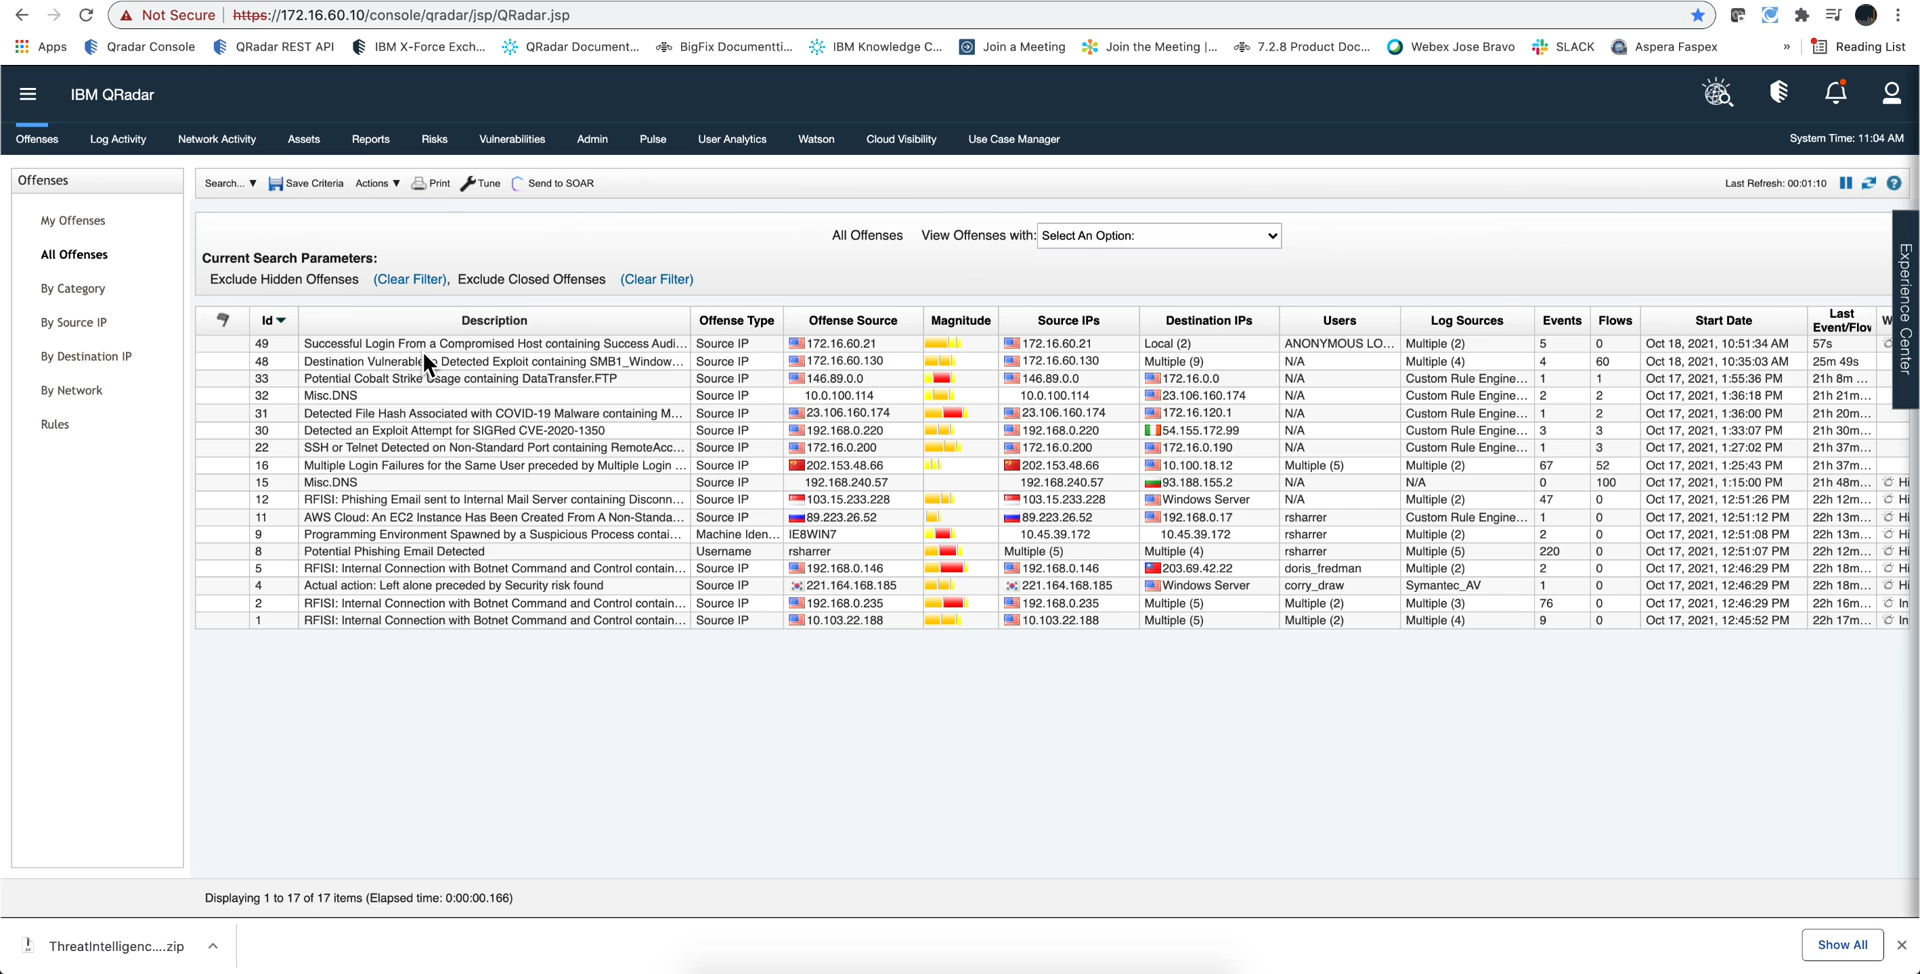 Not Secure https://172.16.60.10/console/qradar/jsp/QRadar.jsp
Apps Qradar Console QRadar REST API IBM X-Force Exch... QRadar Document... BigFix Documentti... IBM Knowledge C... Join a Meeting Join the Meeting |... 7.2.8 Product Doc... Webex Jose Bravo SLACK Aspera Faspex » Reading List
IBM QRadar
Offenses Log Activity Network Activity Assets Reports Risks Vulnerabilities Admin Pulse User Analytics Watson Cloud Visibility Use Case Manager System Time: 11:04 AM
Offenses
My Offenses
All Offenses
By Category
By Source IP
By Destination IP
By Network
Rules
Search... ▼ Save Criteria Actions ▼ Print Tune Send to SOAR Last Refresh: 00:01:10
All Offenses View Offenses with: Select An Option:
Current Search Parameters:
Exclude Hidden Offenses (Clear Filter), Exclude Closed Offenses (Clear Filter)
Experience Center
Id Description Offense Type Offense Source Magnitude Source IPs Destination IPs Users Log Sources Events Flows Start Date Last Event/Flow W
49 Successful Login From a Compromised Host containing Success Audi... Source IP 172.16.60.21 172.16.60.21 Local (2) ANONYMOUS LO... Multiple (2) 5 0 Oct 18, 2021, 10:51:34 AM 57s
48 Destination Vulnerable Detected Exploit containing SMB1_Window... Source IP 172.16.60.130 172.16.60.130 Multiple (9) N/A Multiple (4) 4 60 Oct 18, 2021, 10:35:03 AM 25m 49s
33 Potential Cobalt Strike Usage containing DataTransfer.FTP Source IP 146.89.0.0 146.89.0.0 172.16.0.0 N/A Custom Rule Engine... 1 1 Oct 17, 2021, 1:55:36 PM 21h 8m ...
32 Misc.DNS Source IP 10.0.100.114 10.0.100.114 23.106.160.174 N/A Custom Rule Engine... 2 2 Oct 17, 2021, 1:36:18 PM 21h 21m...
31 Detected File Hash Associated with COVID-19 Malware containing M... Source IP 23.106.160.174 23.106.160.174 172.16.120.1 N/A Custom Rule Engine... 1 2 Oct 17, 2021, 1:36:00 PM 21h 20m...
30 Detected an Exploit Attempt for SIGRed CVE-2020-1350 Source IP 192.168.0.220 192.168.0.220 54.155.172.99 N/A Custom Rule Engine... 3 3 Oct 17, 2021, 1:33:07 PM 21h 30m...
22 SSH or Telnet Detected on Non-Standard Port containing RemoteAcc... Source IP 172.16.0.200 172.16.0.200 172.16.0.190 N/A Custom Rule Engine... 1 3 Oct 17, 2021, 1:27:02 PM 21h 37m...
16 Multiple Login Failures for the Same User preceded by Multiple Login ... Source IP 202.153.48.66 202.153.48.66 10.100.18.12 Multiple (5) Multiple (2) 67 52 Oct 17, 2021, 1:25:43 PM 21h 37m...
15 Misc.DNS Source IP 192.168.240.57 192.168.240.57 93.188.155.2 N/A N/A 0 100 Oct 17, 2021, 1:15:00 PM 21h 48m... Hi
12 RFISI: Phishing Email sent to Internal Mail Server containing Disconn... Source IP 103.15.233.228 103.15.233.228 Windows Server N/A Multiple (2) 47 0 Oct 17, 2021, 12:51:26 PM 22h 12m... Hi
11 AWS Cloud: An EC2 Instance Has Been Created From A Non-Standa... Source IP 89.223.26.52 89.223.26.52 192.168.0.17 rsharrer Custom Rule Engine... 1 0 Oct 17, 2021, 12:51:12 PM 22h 13m... Hi
9 Programming Environment Spawned by a Suspicious Process contai... Machine Iden... IE8WIN7 10.45.39.172 10.45.39.172 rsharrer Multiple (2) 2 0 Oct 17, 2021, 12:51:08 PM 22h 13m... Hi
8 Potential Phishing Email Detected Username rsharrer Multiple (5) Multiple (4) rsharrer Multiple (5) 220 0 Oct 17, 2021, 12:51:07 PM 22h 12m... Hi
5 RFISI: Internal Connection with Botnet Command and Control contain... Source IP 192.168.0.146 192.168.0.146 203.69.42.22 doris_fredman Multiple (2) 2 0 Oct 17, 2021, 12:46:29 PM 22h 18m... Hi
4 Actual action: Left alone preceded by Security risk found Source IP 221.164.168.185 221.164.168.185 Windows Server corry_draw Symantec_AV 1 0 Oct 17, 2021, 12:46:29 PM 22h 18m... Hi
2 RFISI: Internal Connection with Botnet Command and Control contain... Source IP 192.168.0.235 192.168.0.235 Multiple (5) Multiple (2) Multiple (3) 76 0 Oct 17, 2021, 12:46:29 PM 22h 16m... In
1 RFISI: Internal Connection with Botnet Command and Control contain... Source IP 10.103.22.188 10.103.22.188 Multiple (5) Multiple (2) Multiple (4) 9 0 Oct 17, 2021, 12:45:52 PM 22h 17m... In
Displaying 1 to 17 of 17 items (Elapsed time: 0:00:00.166)
ThreatIntelligenc....zip Show All